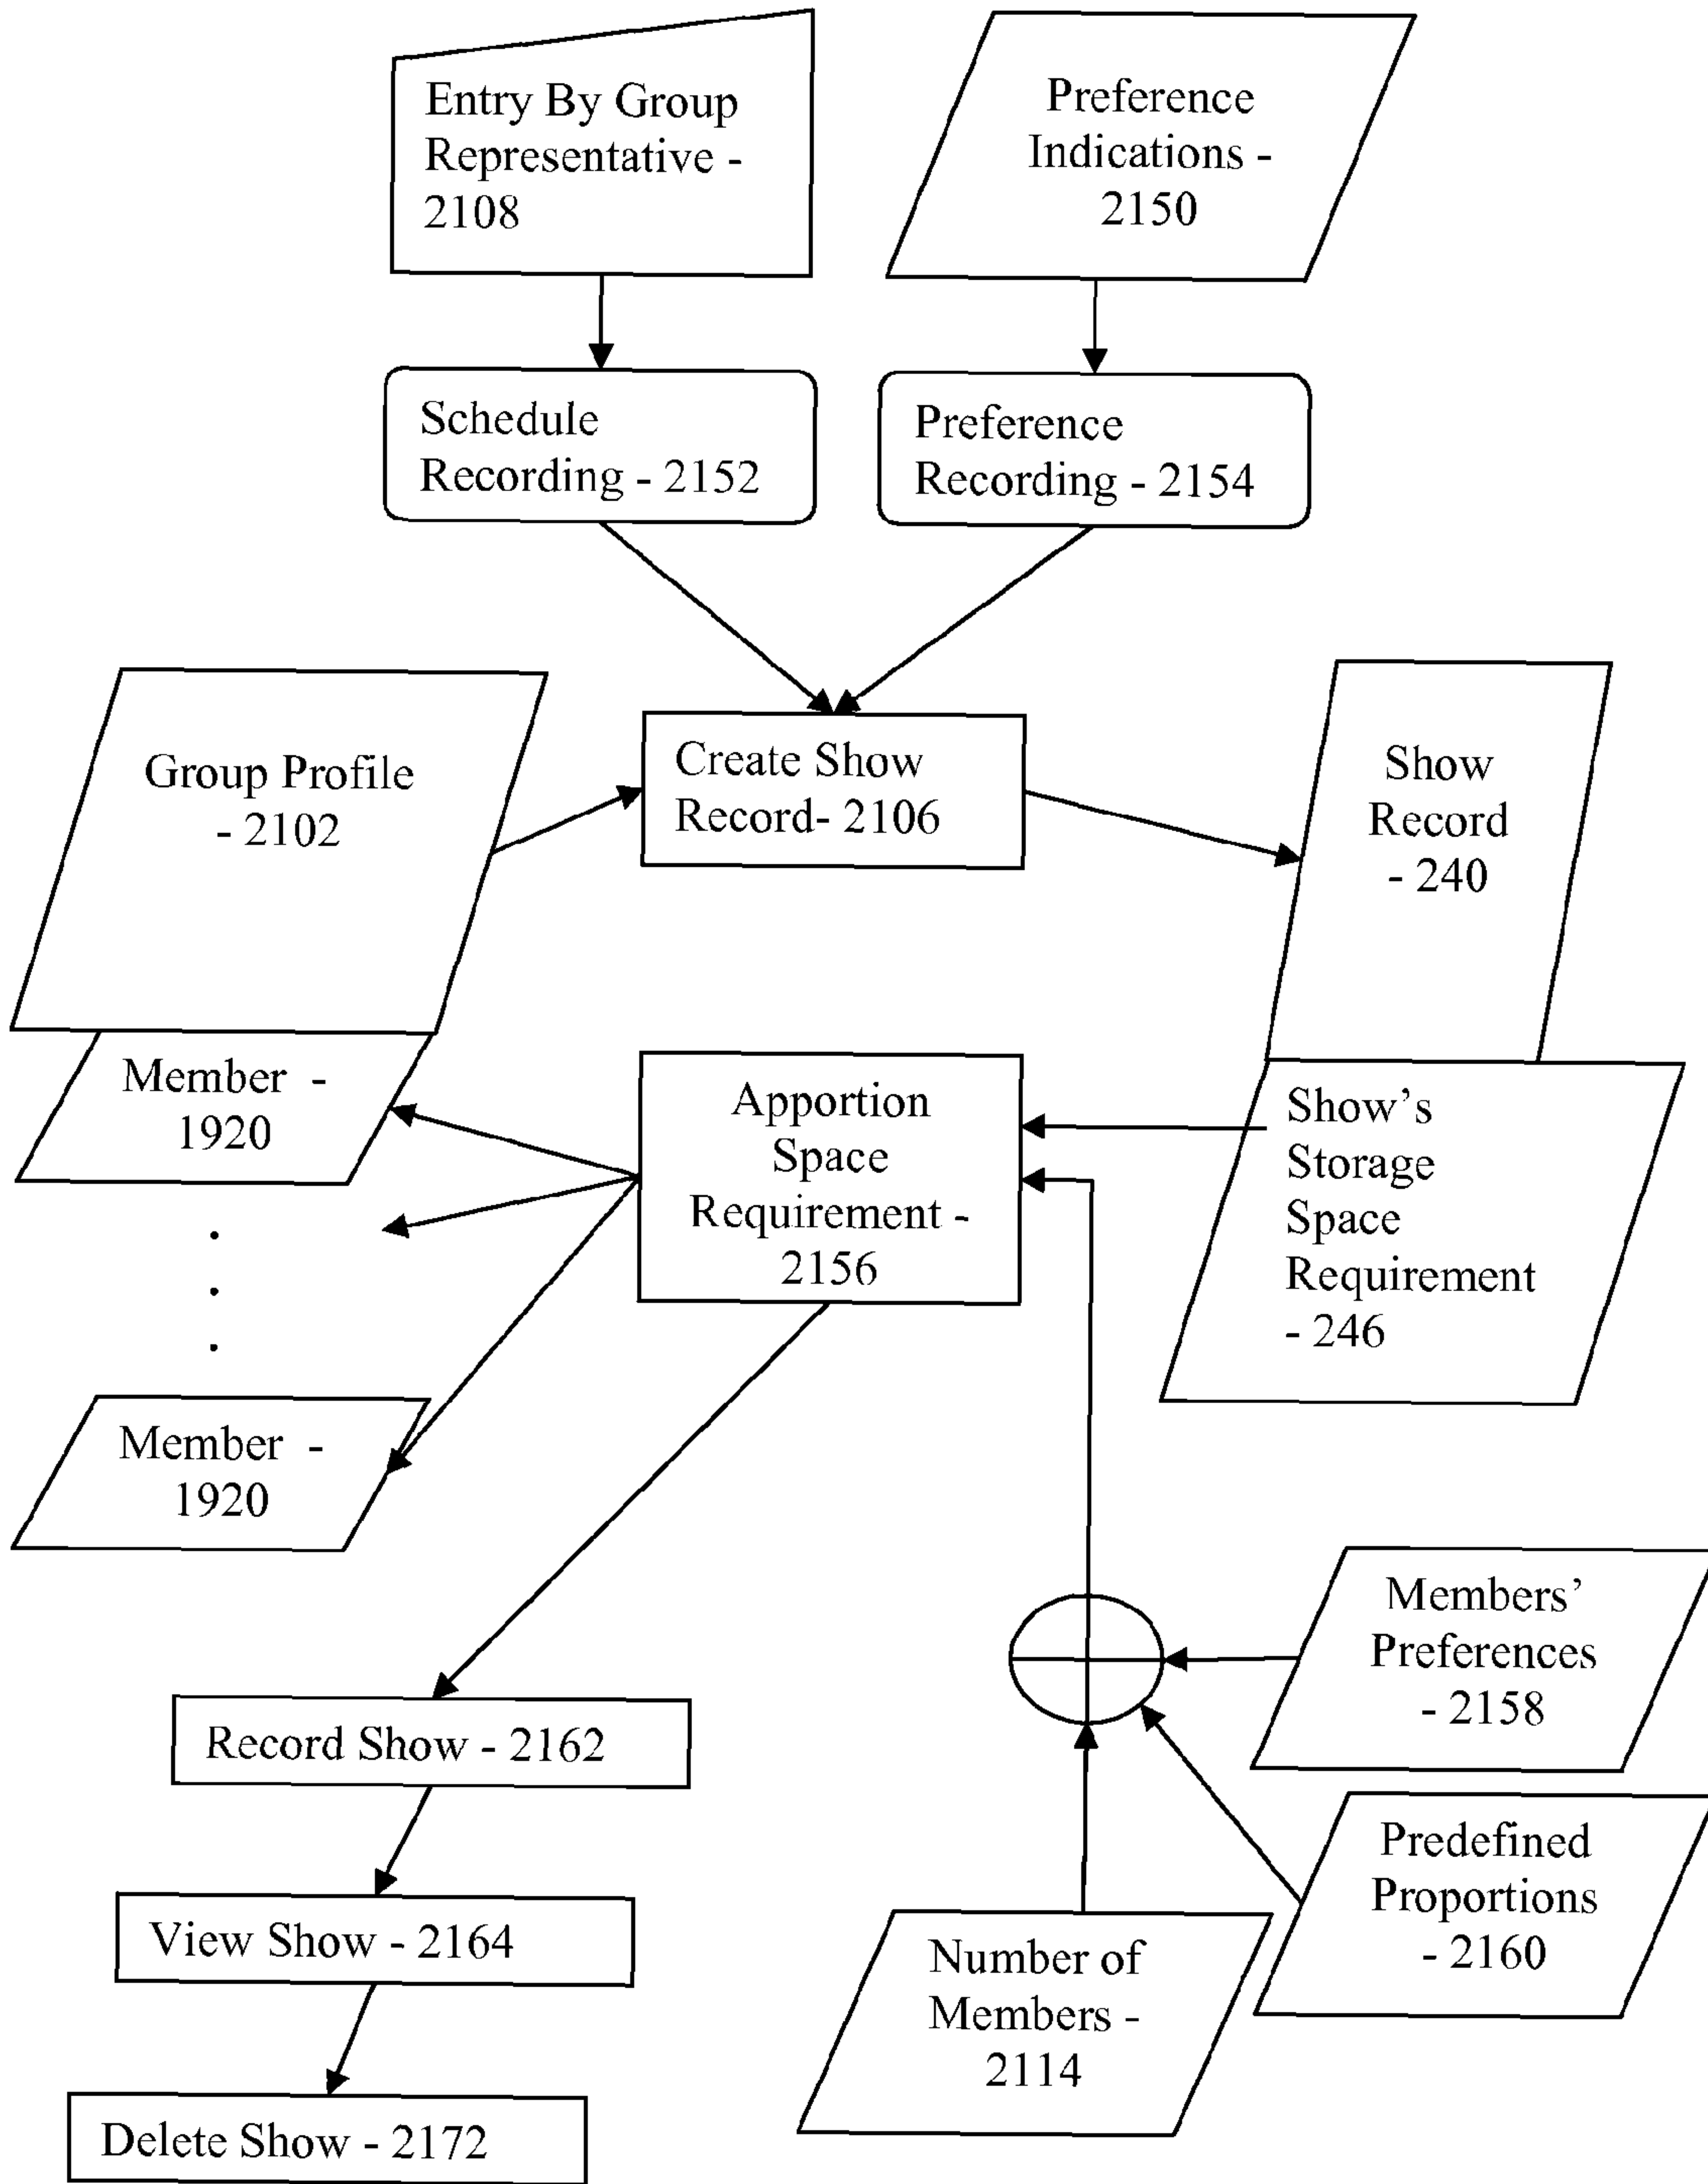 Entry By Group
Representative -
2108
Preference
Indications -
2150
Schedule
Recording - 2152
Preference
Recording - 2154
Group Profile
- 2102
Create Show
Record- 2106
Show
Record
- 240
Member -
1920
Apportion
Space
Requirement -
2156
Show’s
Storage
Space
Requirement
- 246
Member -
1920
Members’
Preferences
- 2158
Record Show - 2162
Predefined
Proportions
- 2160
View Show - 2164
Number of
Members -
2114
Delete Show - 2172